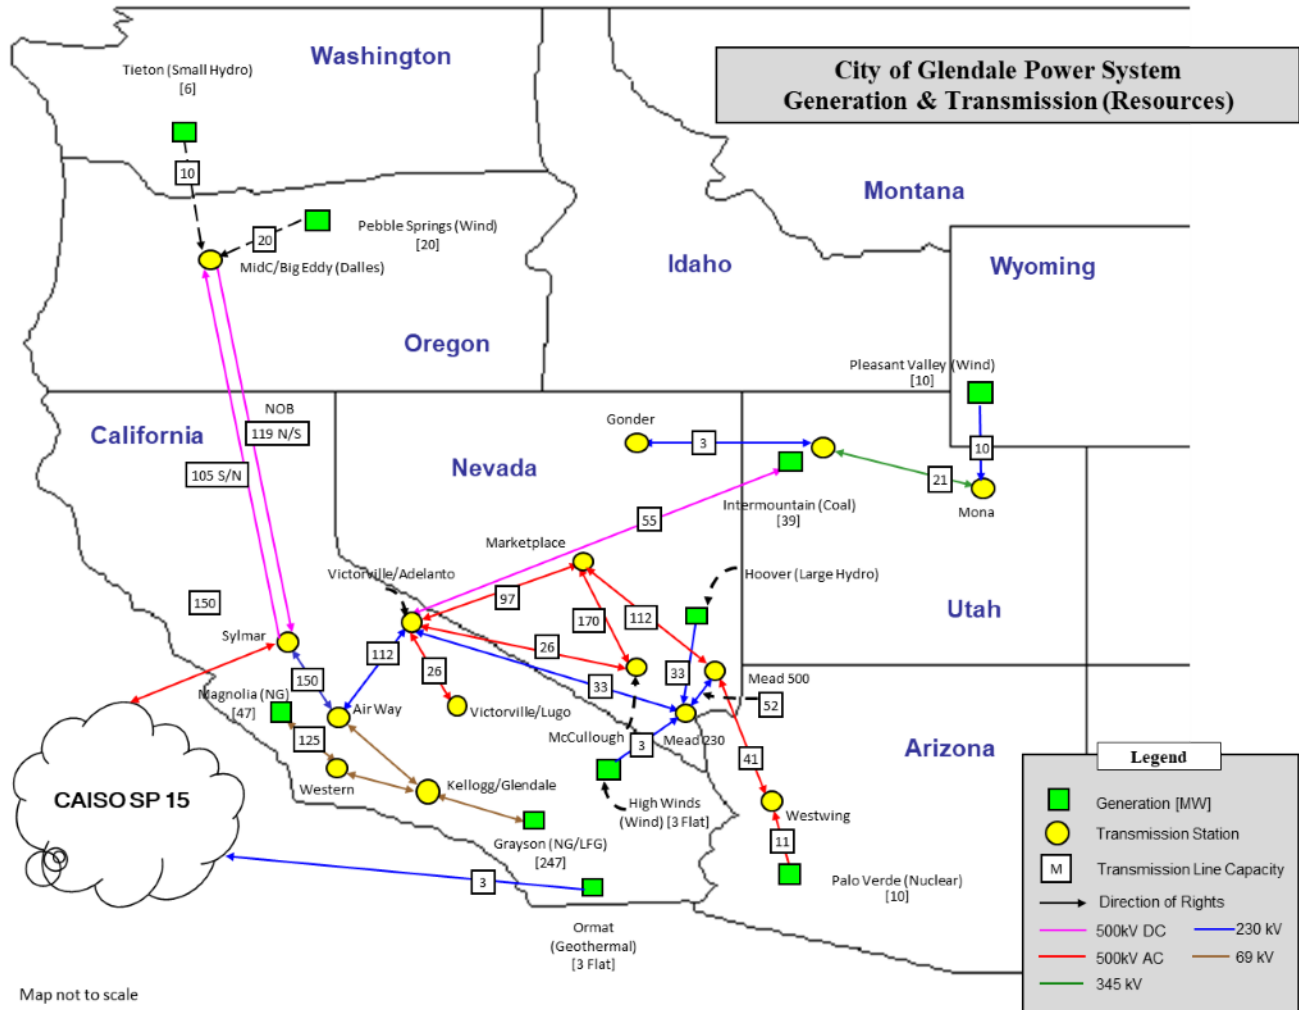 City of Glendale Power System
Generation & Transmission (Resources)
Washington
Tieton (Small Hydro)
[6]
10
Pebble Springs (Wind)
[20]
20
MidC/Big Eddy (Dalles)
Montana
Idaho
Wyoming
Oregon
Pleasant Valley (Wind)
[10]
10
NOB
119 N/S
105 S/N
California
Nevada
Gonder
3
21
Mona
Intermountain (Coal)
[39]
55
Marketplace
Victorville/Adelanto
Hoover (Large Hydro)
97
170
112
Utah
150
Sylmar
112
26
26
33
33
150
Mead 500
52
Magnolia (NG)
[47]
Air Way
Victorville/Lugo
McCullough
3
Mead 230
125
41
Arizona
Western
Kellogg/Glendale
High Winds
(Wind) [3 Flat]
Westwing
CAISO SP 15
Grayson (NG/LFG)
[247]
11
Palo Verde (Nuclear)
[10]
3
Ormat
(Geothermal)
[3 Flat]
Legend
Generation [MW]
Transmission Station
M
Transmission Line Capacity
Direction of Rights
500kV DC
230 kV
500kV AC
69 kV
345 kV
Map not to scale